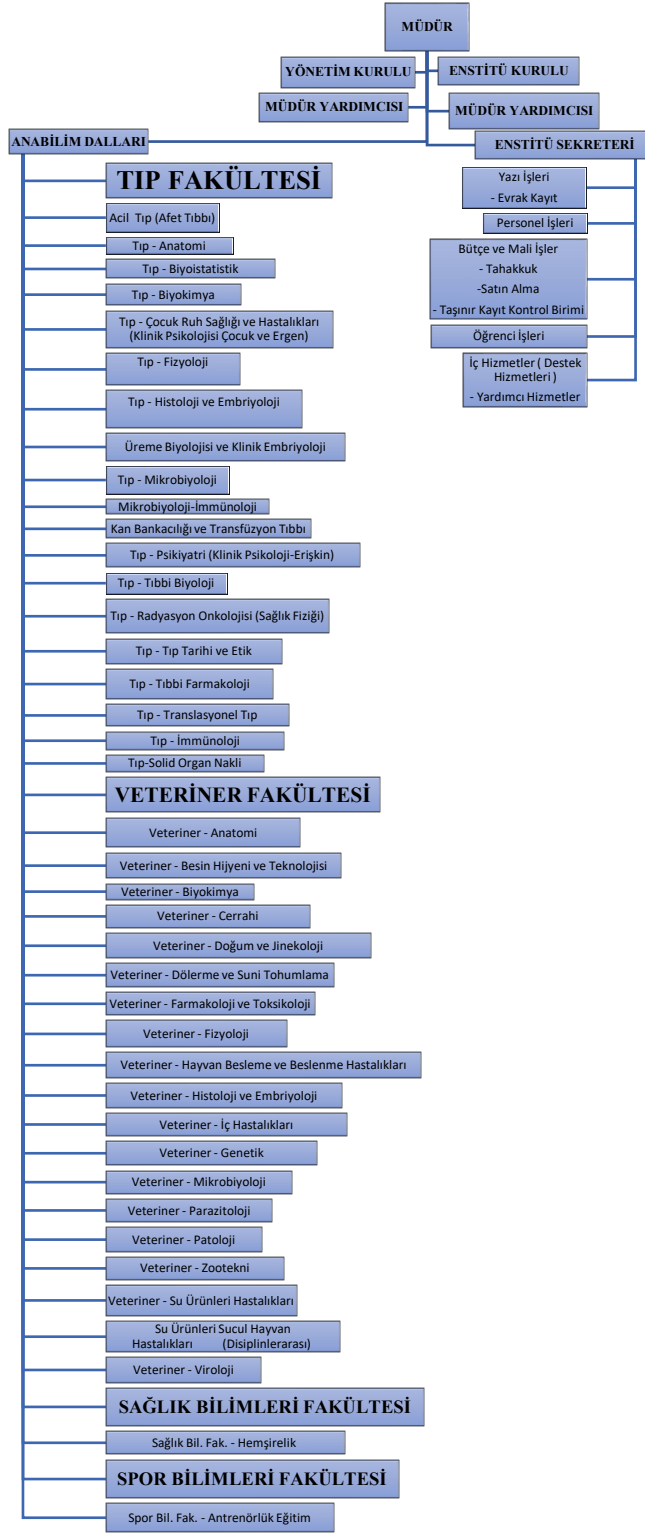 MÜDÜR
YÖNETİM KURULU
ENSTİTÜ KURULU
MÜDÜR YARDIMCISI
MÜDÜR YARDIMCISI
ANABİLİM DALLARI
ENSTİTÜ SEKRETERİ
TIP FAKÜLTESİ
Acil Tıp (Afet Tıbbı)
Tıp - Anatomi
Tıp - Biyoistatistik
Tıp - Biyokimya
Tıp - Çocuk Ruh Sağlığı ve Hastalıkları
(Klinik Psikolojisi Çocuk ve Ergen)
Tıp - Fizyoloji
Tıp - Histoloji ve Embriyoloji
Üreme Biyolojisi ve Klinik Embriyoloji
Tıp - Mikrobiyoloji
Mikrobiyoloji-İmmünoloji
Kan Bankacılığı ve Transfüzyon Tıbbı
Tıp - Psikiyatri (Klinik Psikoloji-Erişkin)
Tıp - Tıbbi Biyoloji
Tıp - Radyasyon Onkolojisi (Sağlık Fiziği)
Tıp - Tıp Tarihi ve Etik
Tıp - Tıbbi Farmakoloji
Tıp - Translasyonel Tıp
Tıp - İmmünoloji
Tıp-Solid Organ Nakli
VETERİNER FAKÜLTESİ
Veteriner - Anatomi
Veteriner - Besin Hijyeni ve Teknolojisi
Veteriner - Biyokimya
Veteriner - Cerrahi
Veteriner - Doğum ve Jinekoloji
Veteriner - Dölerme ve Suni Tohumlama
Veteriner - Farmakoloji ve Toksikoloji
Veteriner - Fizyoloji
Veteriner - Hayvan Besleme ve Beslenme Hastalıkları
Veteriner - Histoloji ve Embriyoloji
Veteriner - İç Hastalıkları
Veteriner - Genetik
Veteriner - Mikrobiyoloji
Veteriner - Parazitoloji
Veteriner - Patoloji
Veteriner - Zootekni
Veteriner - Su Ürünleri Hastalıkları
Su Ürünleri Sucul Hayvan
Hastalıkları (Disiplinlerarası)
Veteriner - Viroloji
SAĞLIK BİLİMLERİ FAKÜLTESİ
Sağlık Bil. Fak. - Hemşirelik
SPOR BİLİMLERİ FAKÜLTESİ
Spor Bil. Fak. - Antrenörlük Eğitim
Yazı İşleri
- Evrak Kayıt
Personel İşleri
Bütçe ve Mali İşler
- Tahakkuk
-Satın Alma
- Taşınır Kayıt Kontrol Birimi
Öğrenci İşleri
İç Hizmetler ( Destek
Hizmetleri )
- Yardımcı Hizmetler